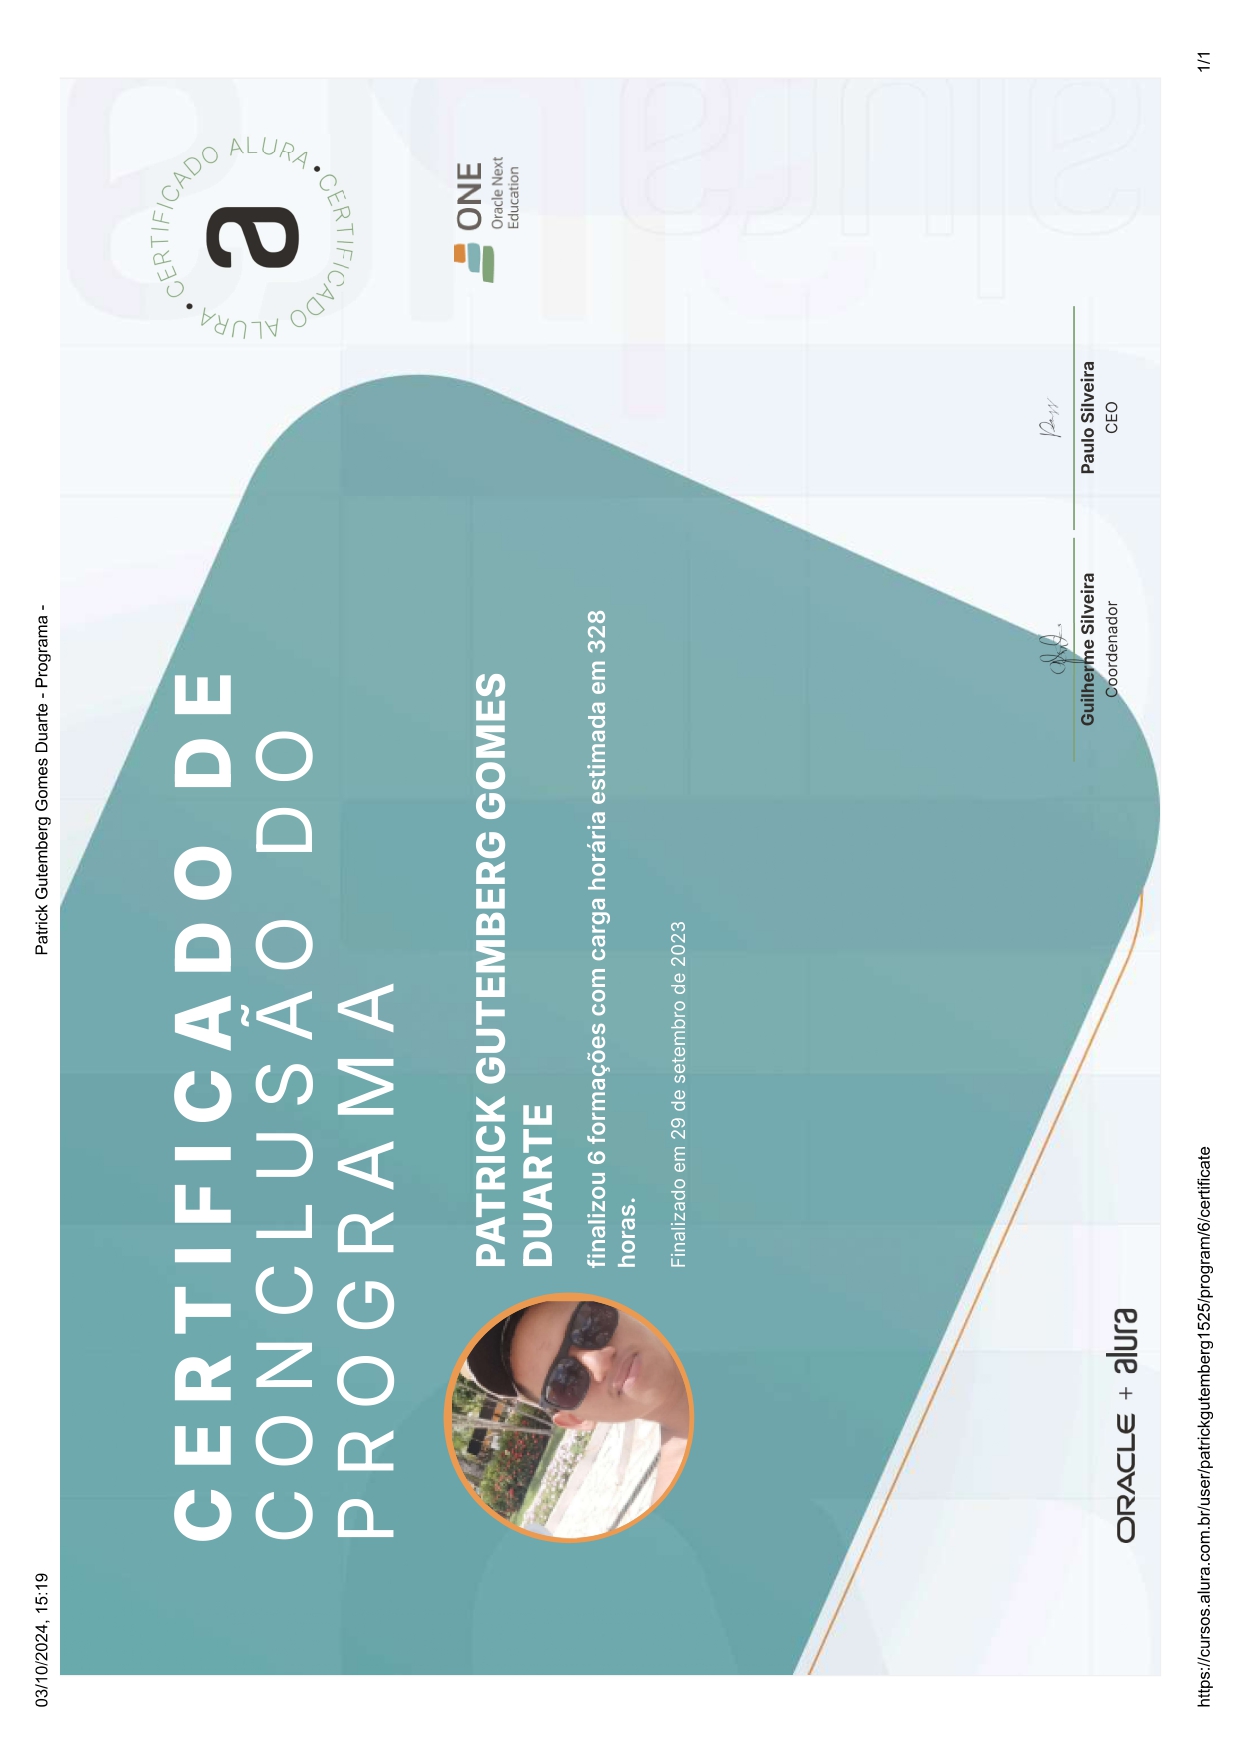 03/10/2024, 15:19
Patrick Gutemberg Gomes Duarte - Programa -
CERTIFICADO DE
CONCLUSÃO DO
PROGRAMA
• CERTIFICADO ALURA • CERTIFICADO ALURA
a
ONE
Oracle Next
Education
PATRICK GUTEMBERG GOMES
DUARTE
finalizou 6 formações com carga horária estimada em 328
horas.
Finalizado em 29 de setembro de 2023
ORACLE + alura
Guilherme Silveira
Coordenador
Paulo Silveira
CEO
https://cursos.alura.com.br/user/patrickgutemberg1525/program/6/certificate
1/1